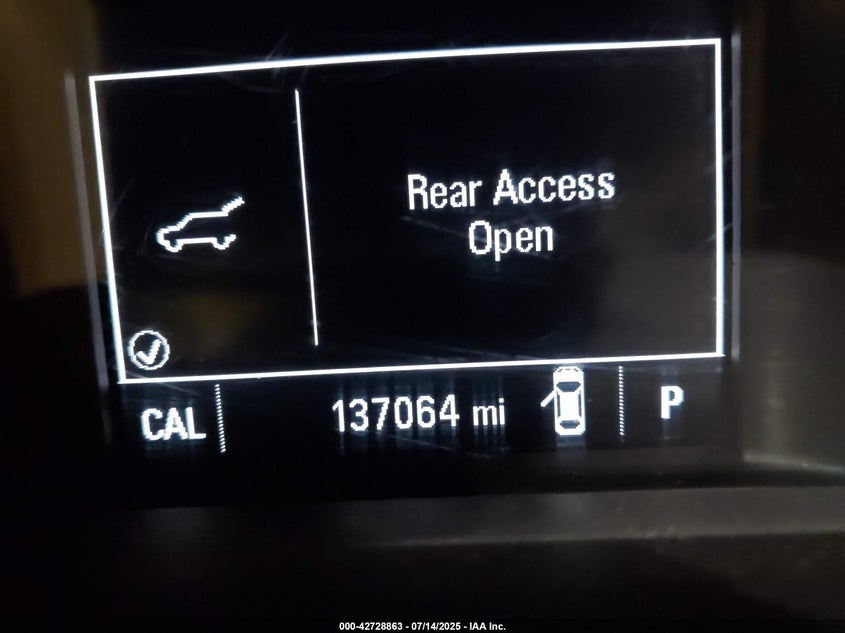 Rear Access
Open
CAL 137064 mi P
000-42728863 - 07/14/2025 - IAA Inc.